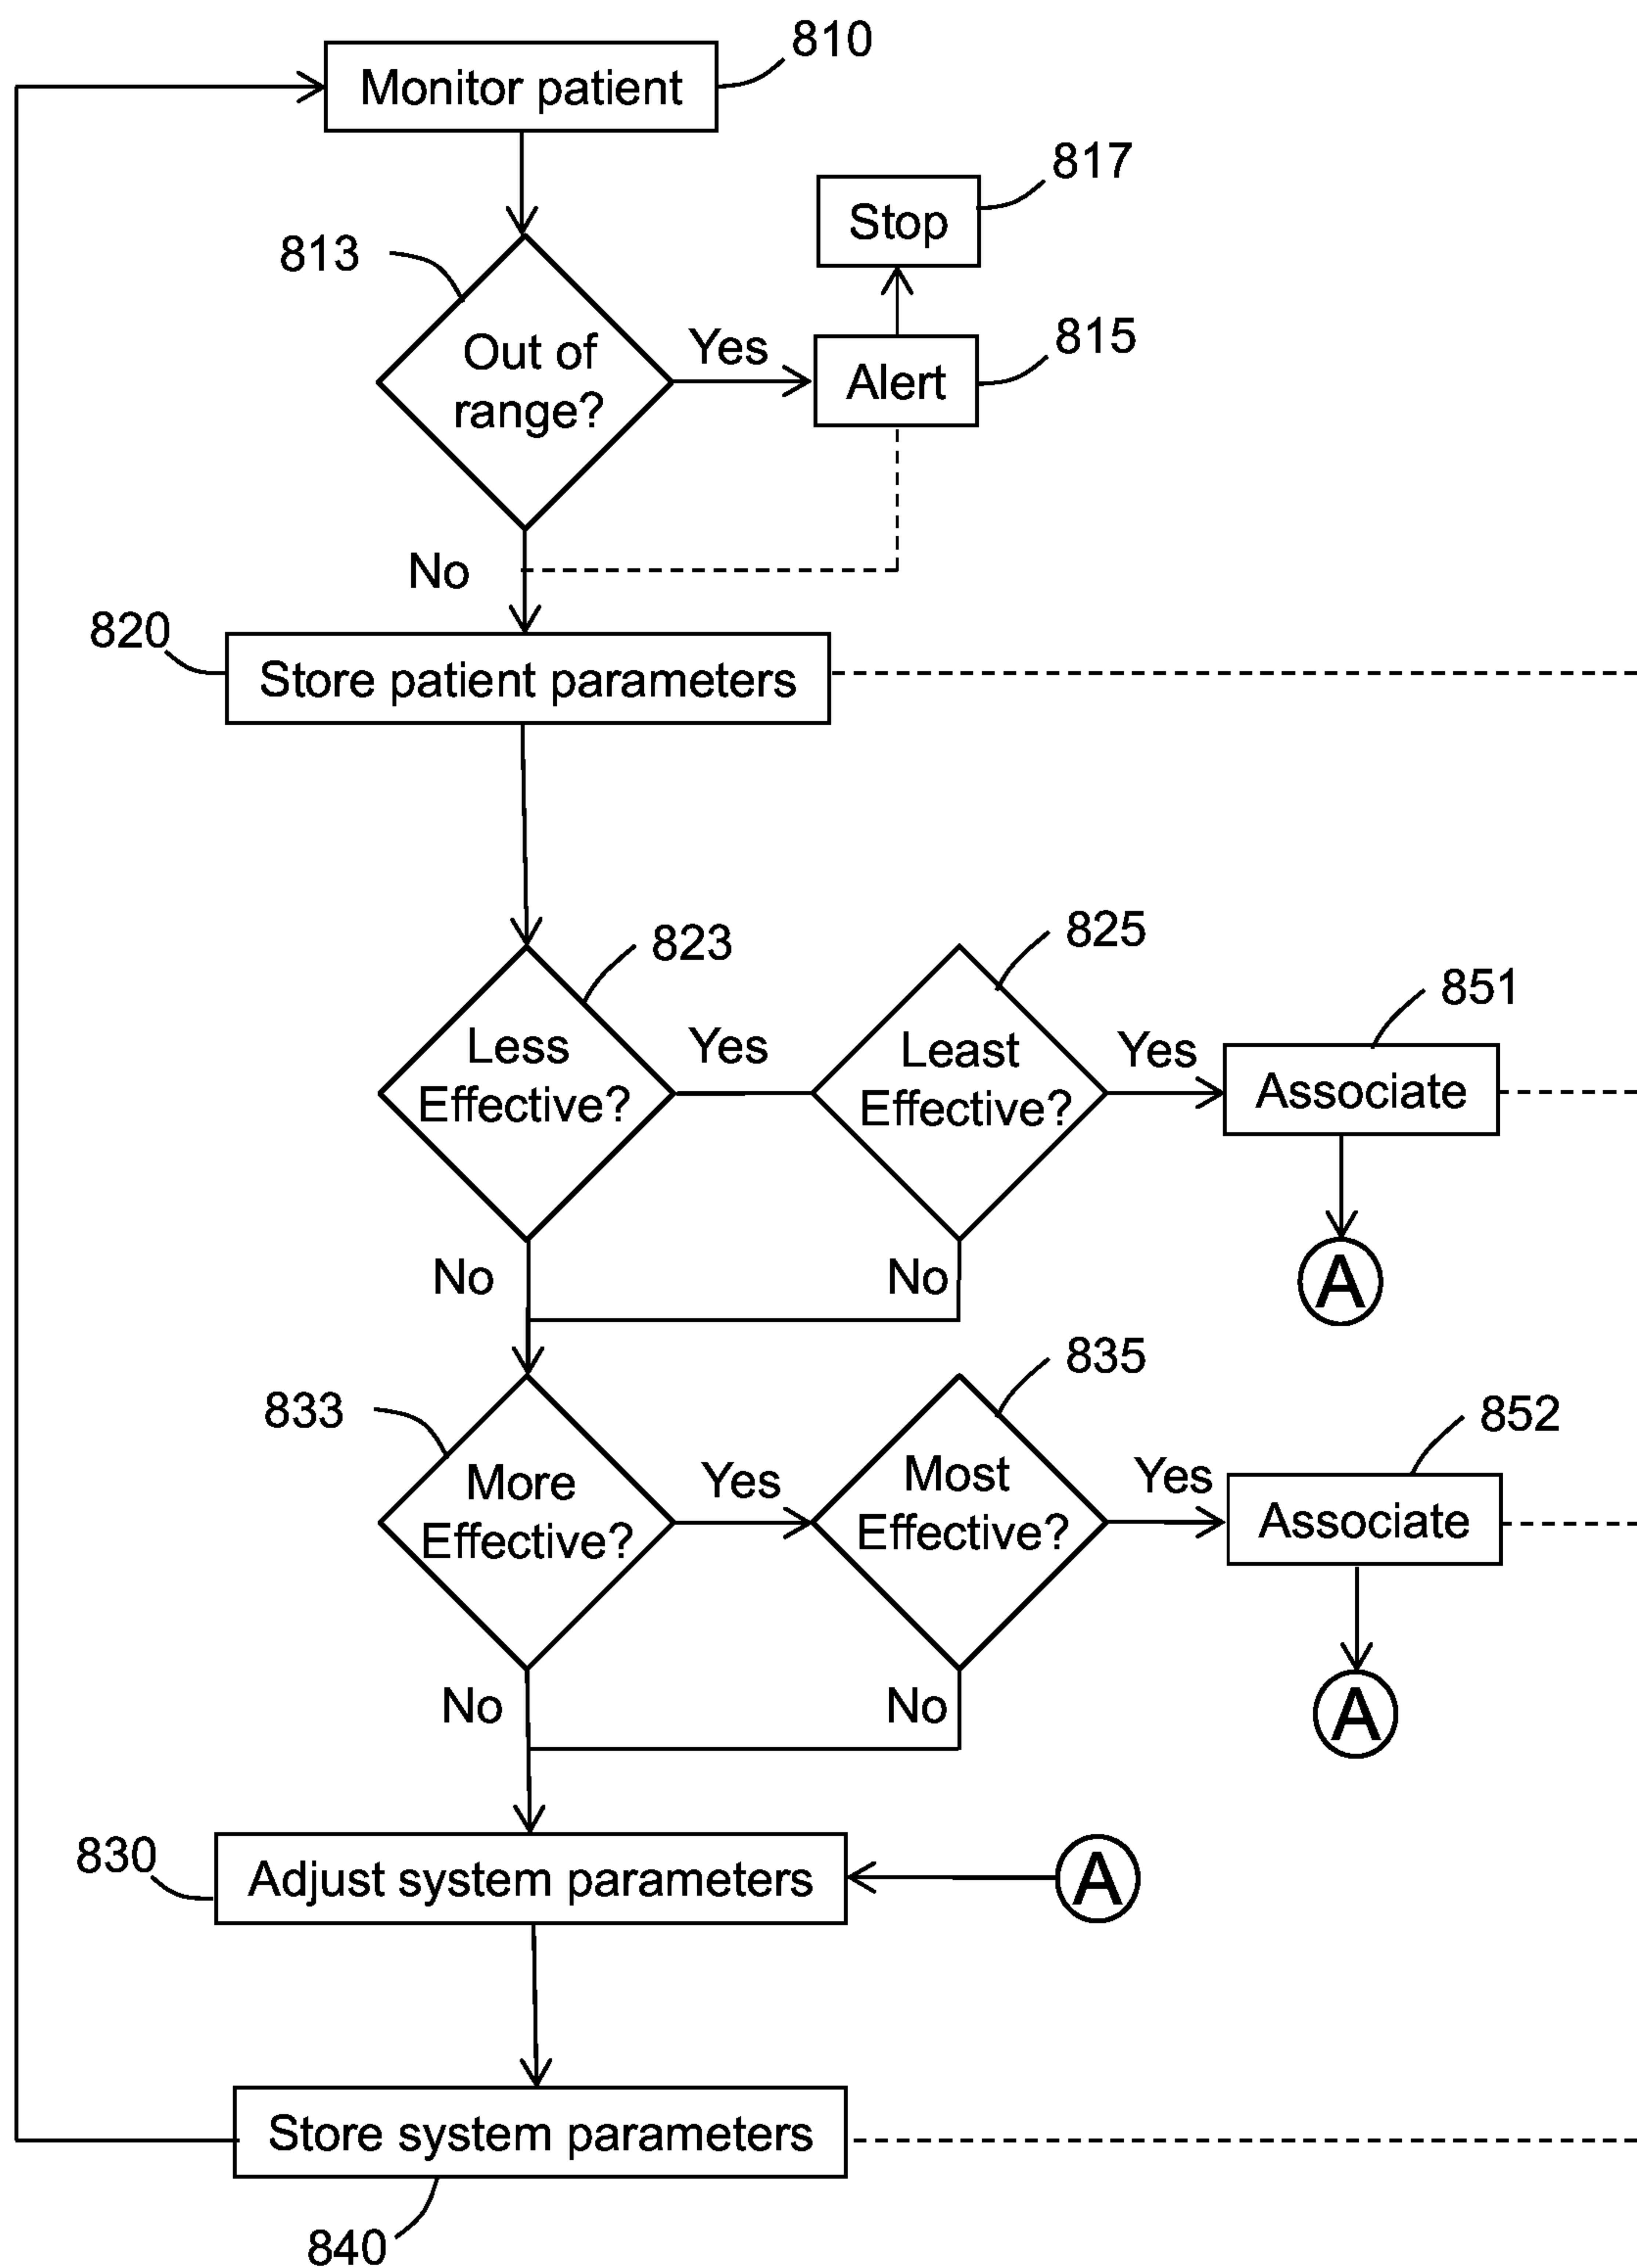 810
Monitor patient
817
Stop
813
815
Out of
range?
Yes
Alert
No
820
Store patient parameters
823
825
851
Less
Effective?
Yes
Least
Effective?
Yes
Associate
No
No
A
833
835
852
More
Effective?
Yes
Most
Effective?
Yes
Associate
No
No
A
830
Adjust system parameters
A
Store system parameters
840